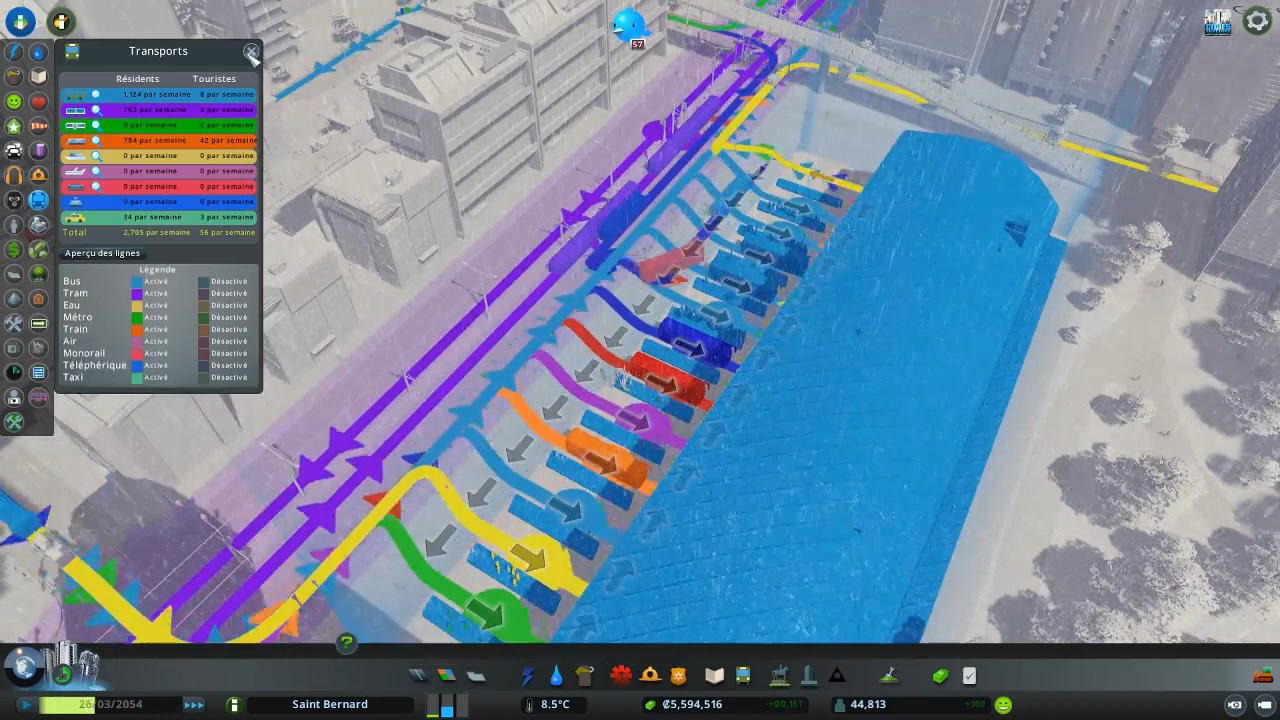 57
Transports
Résidents Touristes
1,124 par semaine 8 par semaine
763 par semaine 3 par semaine
0 par semaine 0 par semaine
784 par semaine 42 par semaine
0 par semaine 0 par semaine
0 par semaine 0 par semaine
0 par semaine 0 par semaine
0 par semaine 0 par semaine
34 par semaine 3 par semaine
Total 2,705 par semaine 56 par semaine
Aperçu des lignes
Légende
Bus Activé Désactivé
Tram Activé Désactivé
Eau Activé Désactivé
Métro Activé Désactivé
Train Activé Désactivé
Air Activé Désactivé
Monorail Activé Désactivé
Téléphérique Activé Désactivé
Taxi Activé Désactivé
?
26/03/2054 Saint Bernard 8.5°C ₡5,594,516 +₡9,151 44,813 +160